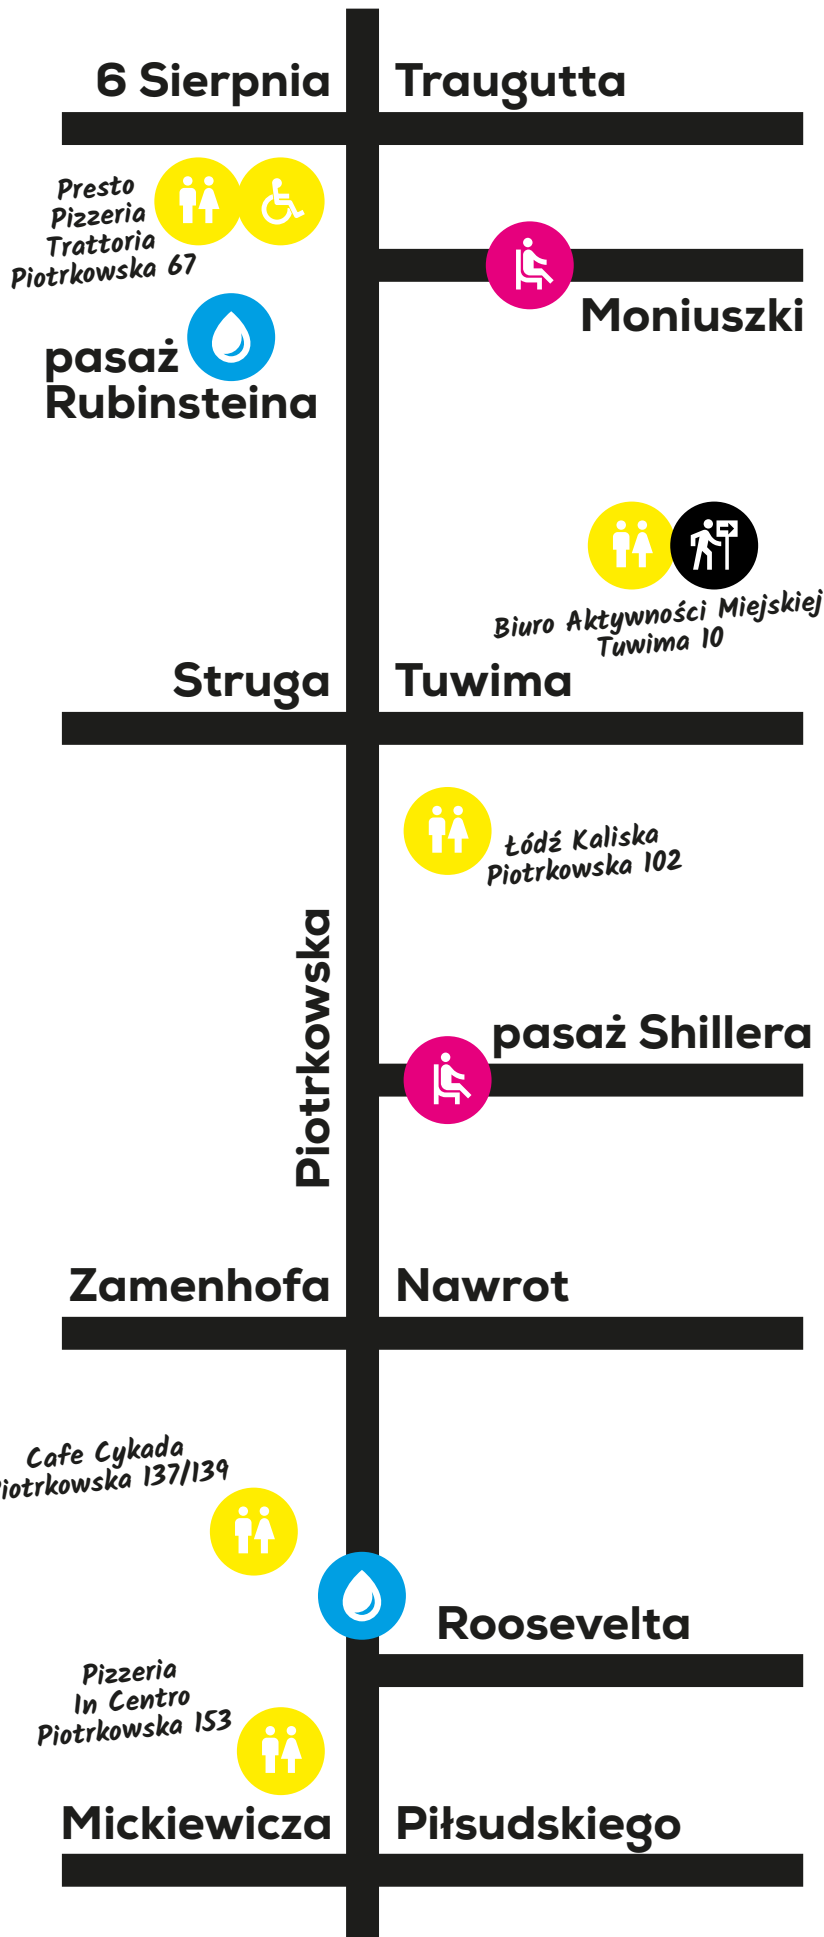 6 Sierpnia
Traugutta
Presto
Pizzeria
Trattoria
Piotrkowska 67
Moniuszki
pasaż
Rubinsteina
Biuro Aktywności Miejskiej
Tuwima 10
Struga
Tuwima
Łódź Kaliska
Piotrkowska 102
Piotrkowska
pasaż Shillera
Zamenhofa
Nawrot
Cafe Cykada
iotrkowska 137/139
Roosevelta
Pizzeria
In Centro
Piotrkowska 153
Mickiewicza
Piłsudskiego